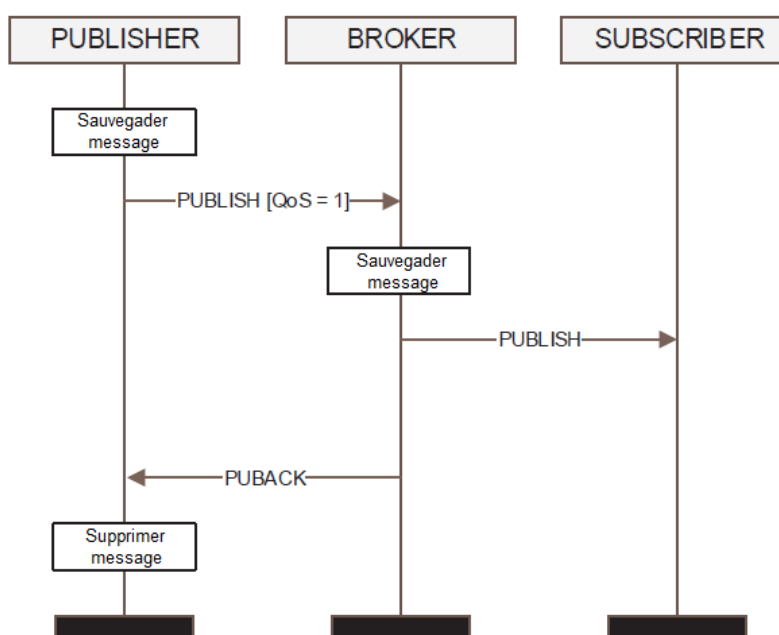 PUBLISHER
BROKER
SUBSCRIBER
Sauvegader
message
PUBLISH [QoS = 1]
Sauvegader
message
PUBLISH
PUBACK
Supprimer
message